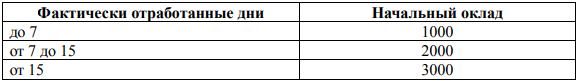 Фактически отработанные дни Начальный оклад
до 7 1000
от 7 до 15 2000
от 15 3000